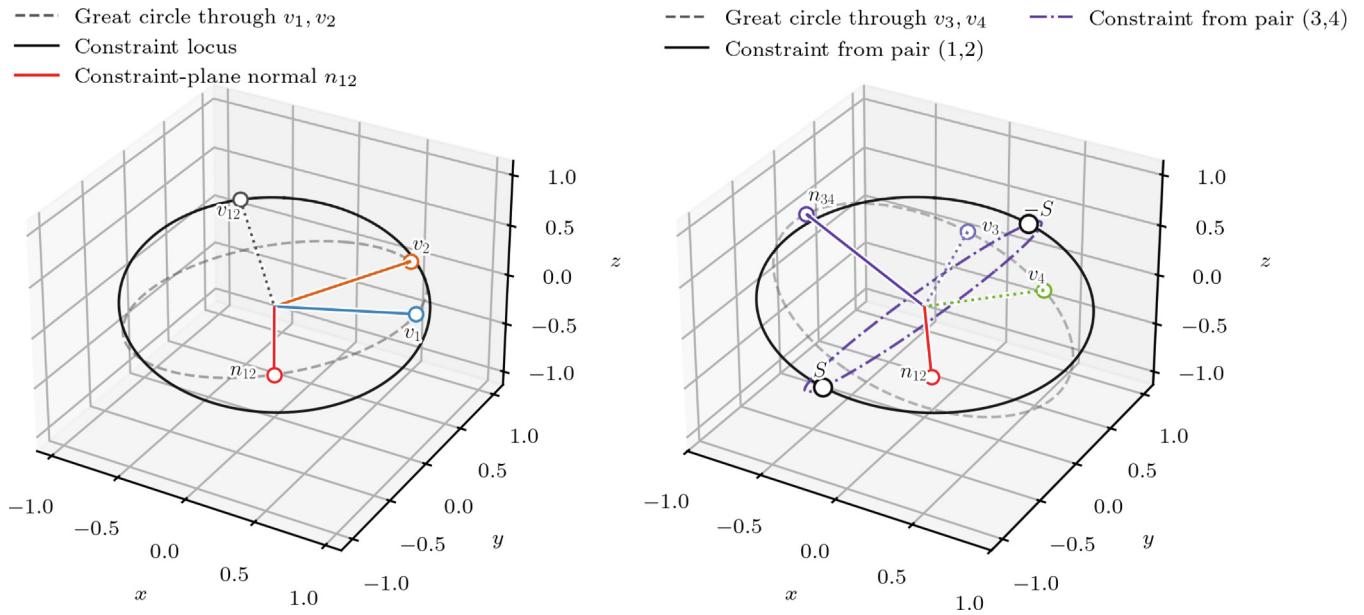 Great circle through v₁, v₂
Constraint locus
Constraint-plane normal n₁₂
v₁₂
v₂
v₁
n₁₂
1.0
0.5
0.0
−0.5
−1.0
z
−1.0
−0.5
0.0
0.5
1.0
x
−1.0
−0.5
0.0
0.5
1.0
y
Great circle through v₃, v₄
Constraint from pair (1,2)
Constraint from pair (3,4)
n₃₄
v₃
−S
v₄
S
n₁₂
1.0
0.5
0.0
−0.5
−1.0
z
−1.0
−0.5
0.0
0.5
1.0
x
−1.0
−0.5
0.0
0.5
1.0
y